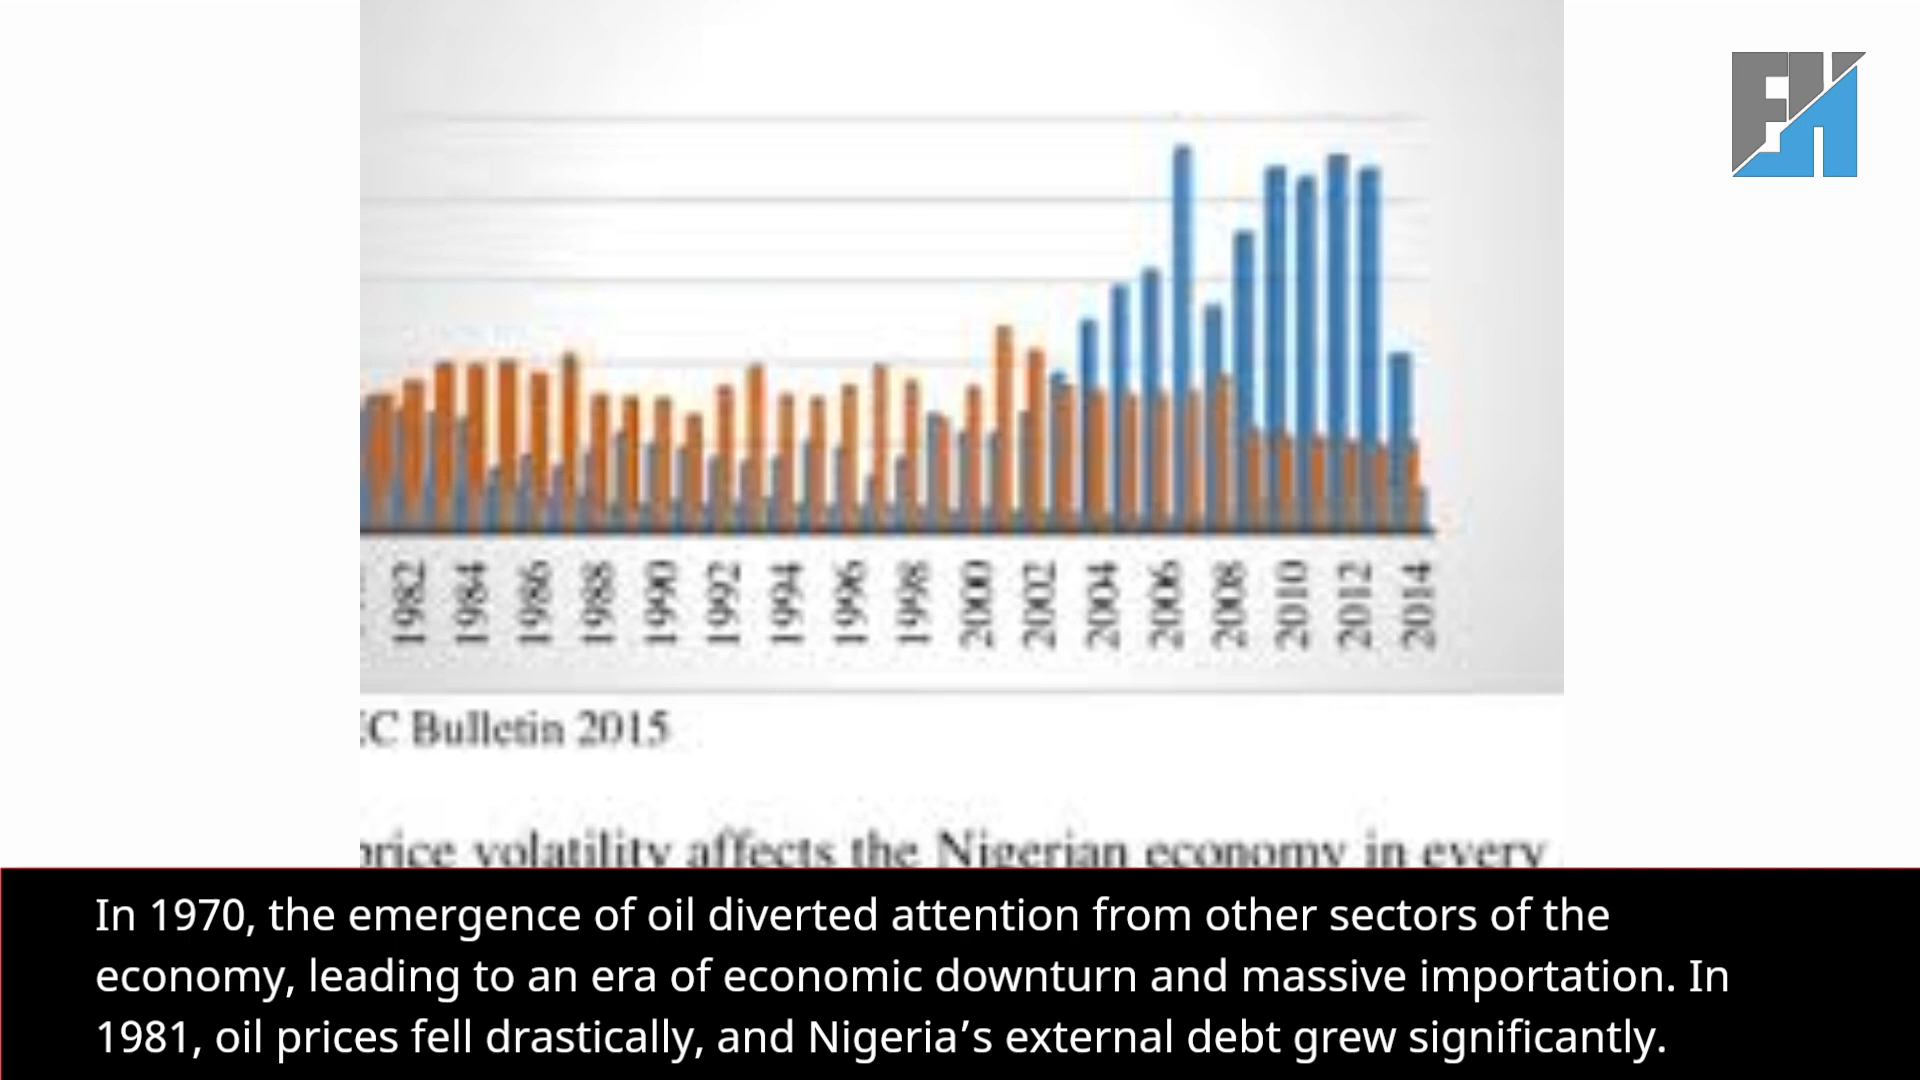 1982 1984 1986 1988 1990 1992 1994 1996 1998 2000 2002 2004 2006 2008 2010 2012 2014
C Bulletin 2015
price volatility affects the Nigerian economy in every
In 1970, the emergence of oil diverted attention from other sectors of the
economy, leading to an era of economic downturn and massive importation. In
1981, oil prices fell drastically, and Nigeria’s external debt grew significantly.